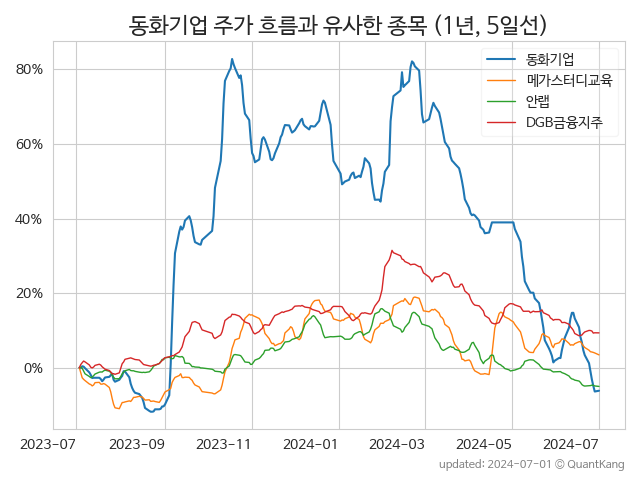 동화기업 주가 흐름과 유사한 종목 (1년, 5일선)
동화기업
메가스터디교육
안랩
DGB금융지주
80%
60%
40%
20%
0%
2023-07 2023-09 2023-11 2024-01 2024-03 2024-05 2024-07
updated: 2024-07-01 © QuantKang